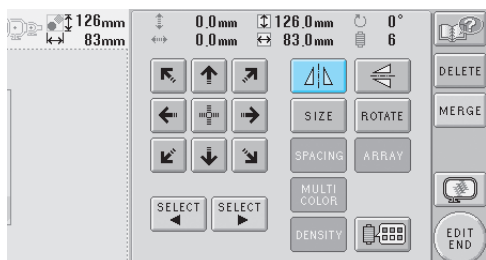 126mm
83mm
0.0mm 126.0mm 0°
0.0mm 83.0mm 6
DELETE
SIZE ROTATE MERGE
SPACING ARRAY
MULTI
COLOR
SELECT SELECT
DENSITY
EDIT
END